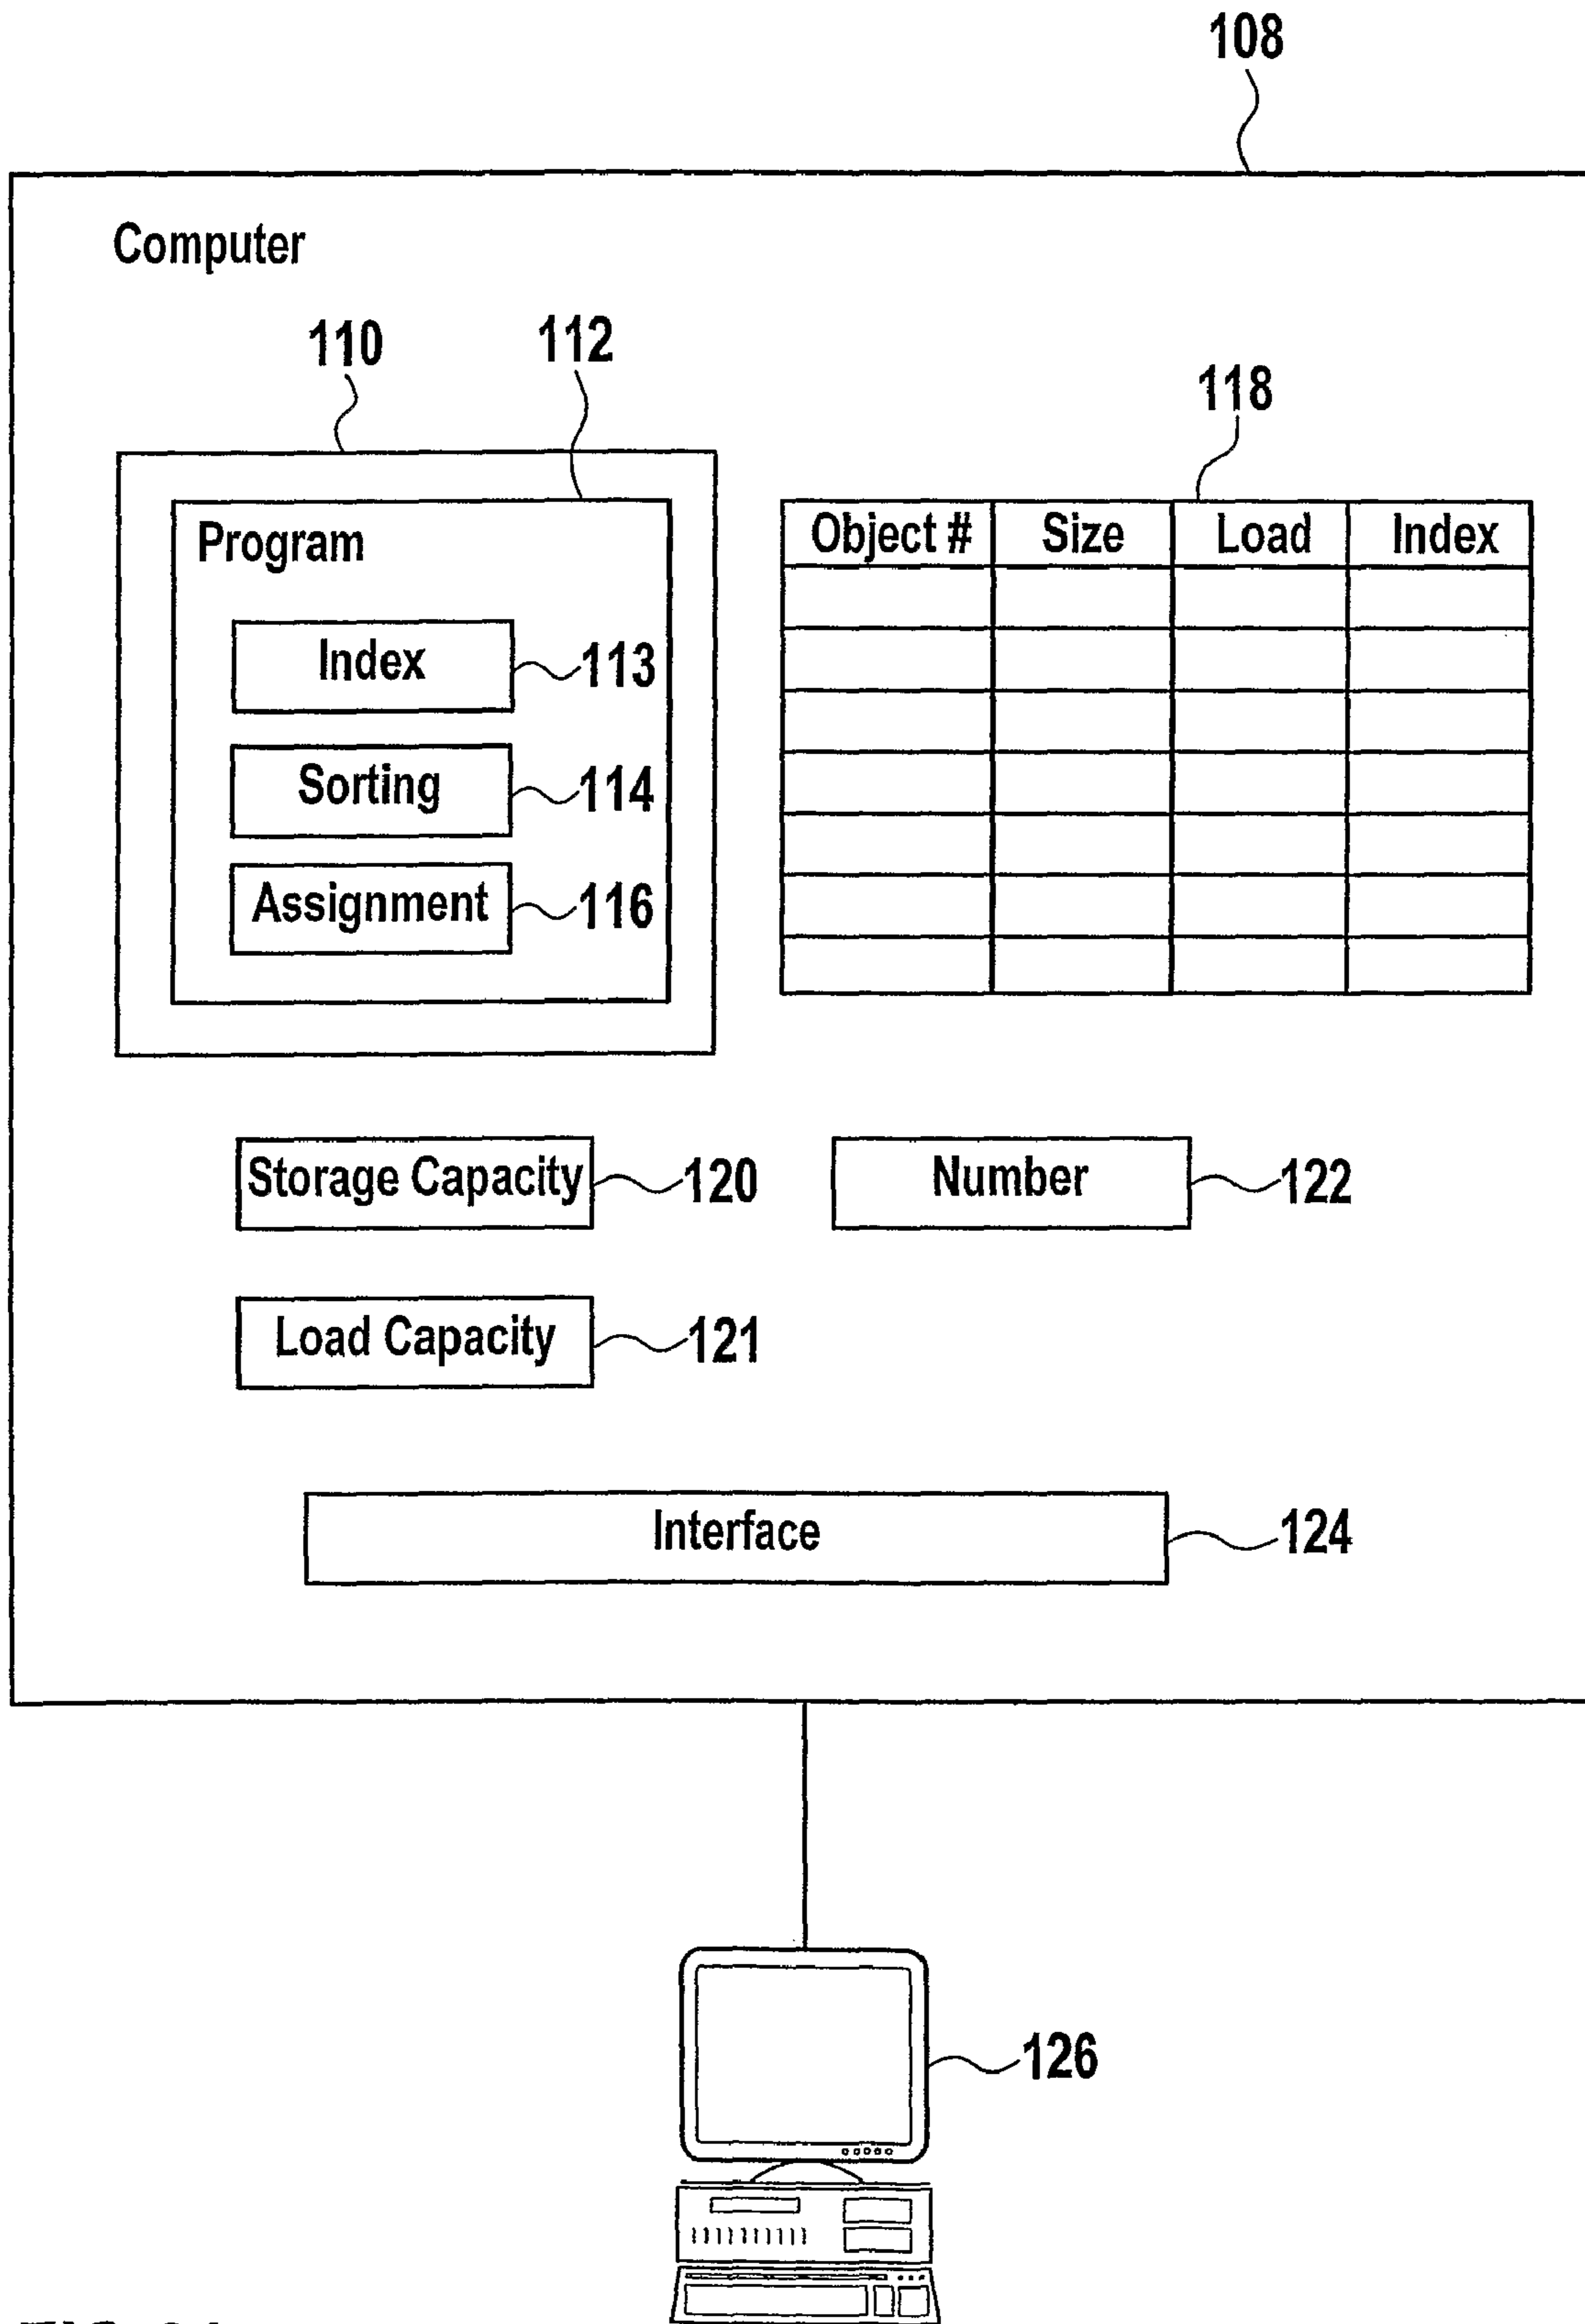 108
Computer
110
112
118
Program
Object # Size Load Index
Index
113
Sorting
114
Assignment
116
Storage Capacity
120
Number
122
Load Capacity
121
Interface
124
126